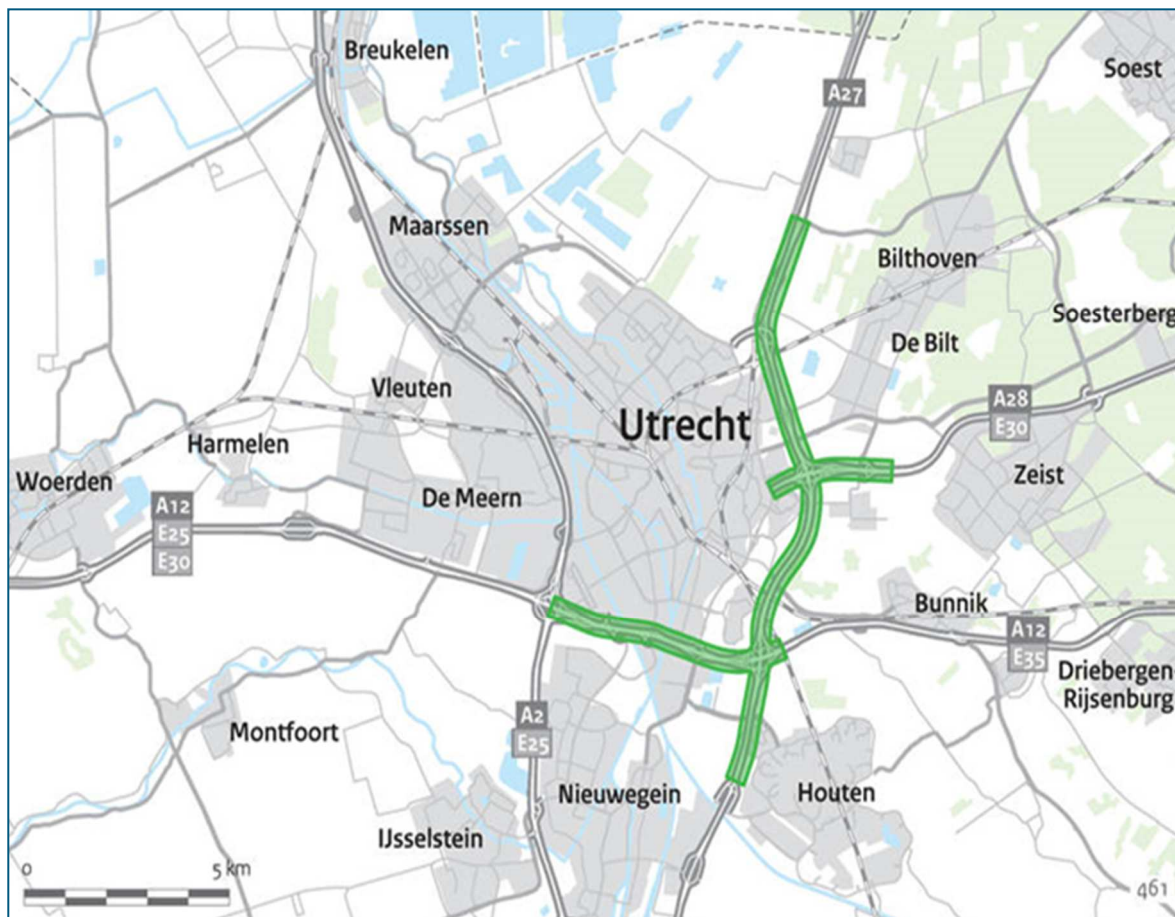 Breukelen
Soest
A27
Maarssen
Bilthoven
Soesterberg
De Bilt
Vleuten
A28
E30
Utrecht
Harmelen
Zeist
Woerden
De Meern
A12
E25
E30
Bunnik
A12
E35
Driebergen
Rijsenburg
A2
E25
Montfoort
Nieuwegein
Houten
IJsselstein
0 5 km
461